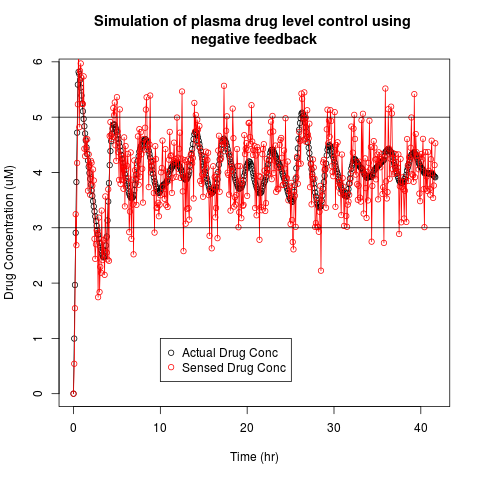 Simulation of plasma drug level control using
negative feedback
Drug Concentration (uM)
6
5
4
3
2
1
0
Actual Drug Conc
Sensed Drug Conc
0 10 20 30 40
Time (hr)